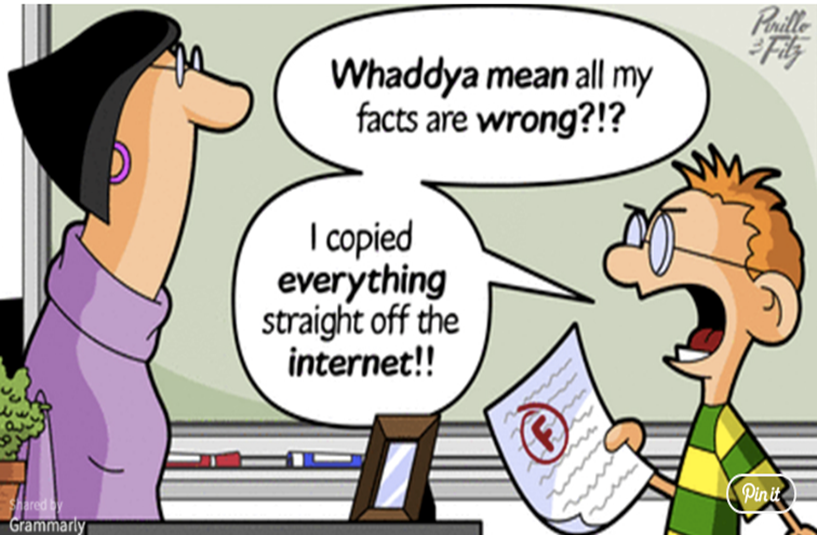 Pirillo
& Fitz
Whaddya mean all my
facts are wrong?!?
I copied
everything
straight off the
internet!!
F
Pin it
Shared by
Grammarly